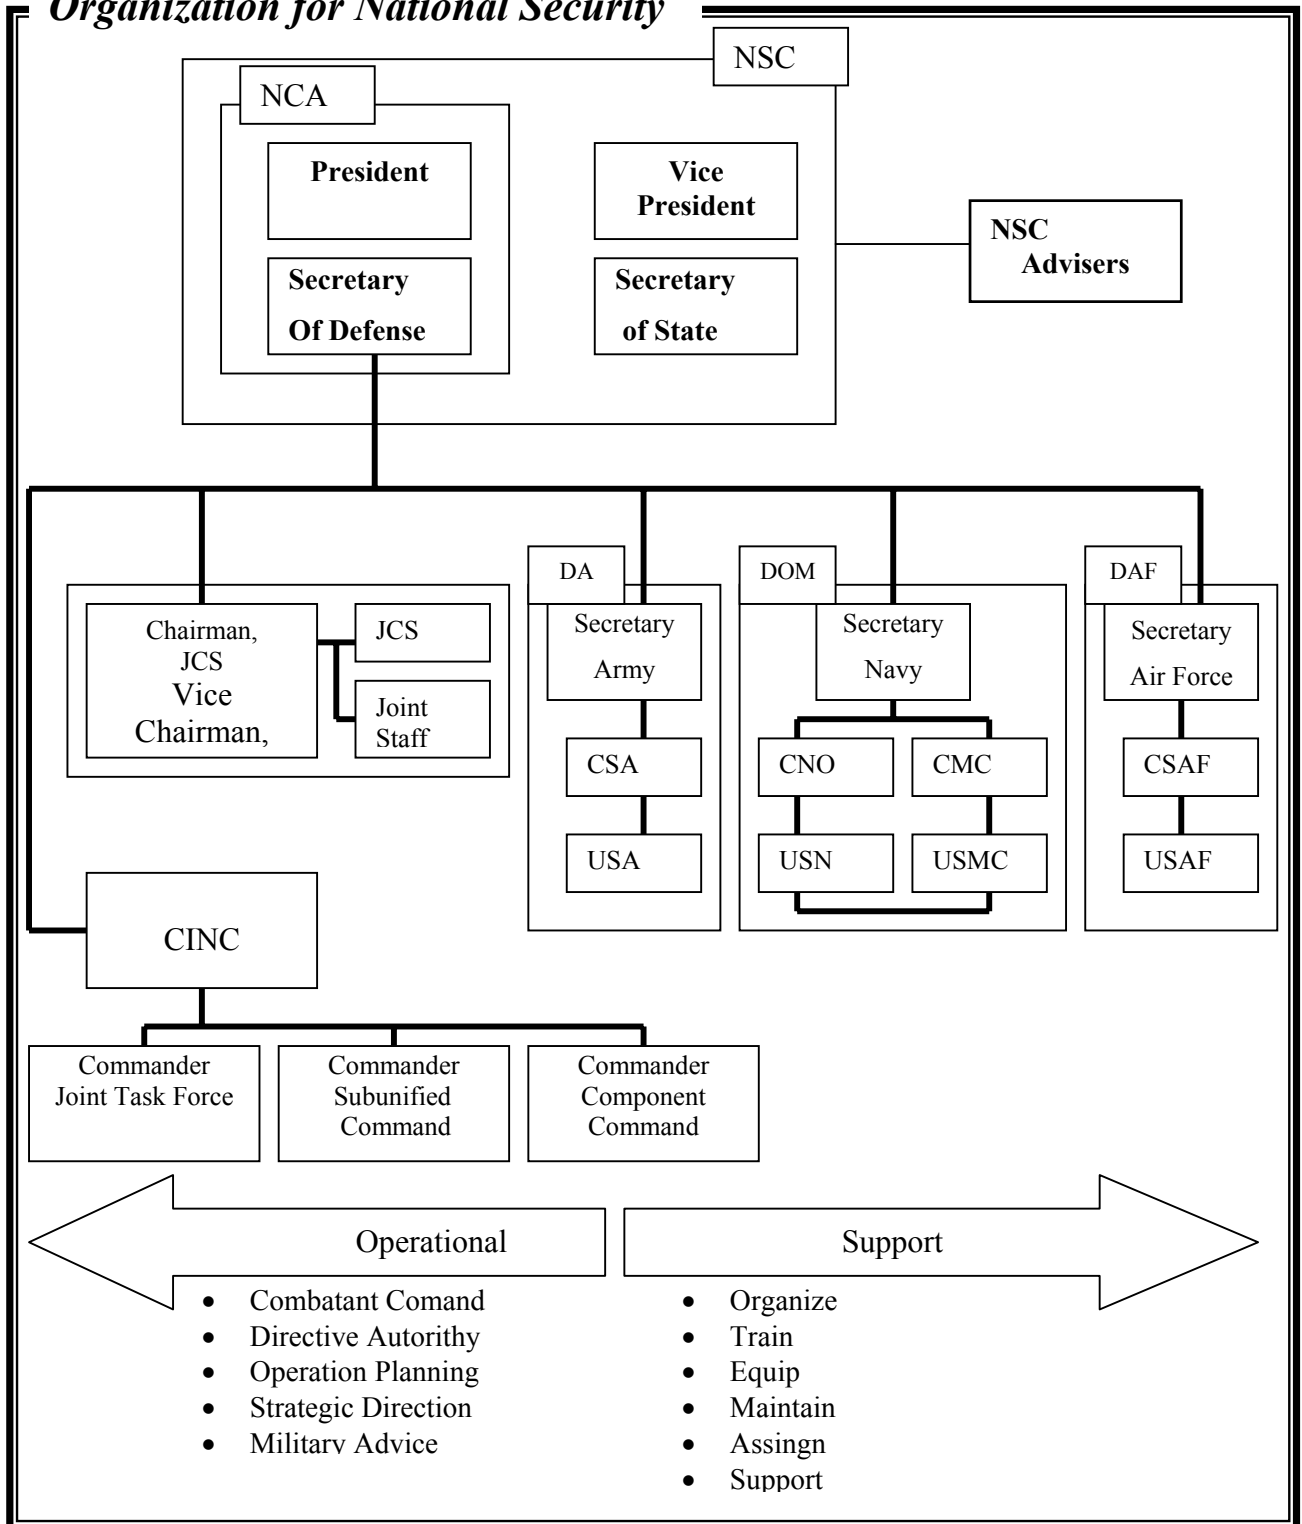 Organization for National Security
NSC
NCA
President
Vice
President
NSC
Advisers
Secretary
Of Defense
Secretary
of State
DA
DOM
DAF
Chairman,
JCS
Vice
Chairman,
JCS
Joint
Staff
Secretary
Army
Secretary
Navy
Secretary
Air Force
CSA
CNO
CMC
CSAF
USA
USN
USMC
USAF
CINC
Commander
Joint Task Force
Commander
Subunified
Command
Commander
Component
Command
Operational
Support
• Combatant Comand
• Directive Autorithy
• Operation Planning
• Strategic Direction
• Military Advice
• Organize
• Train
• Equip
• Maintain
• Assingn
• Support